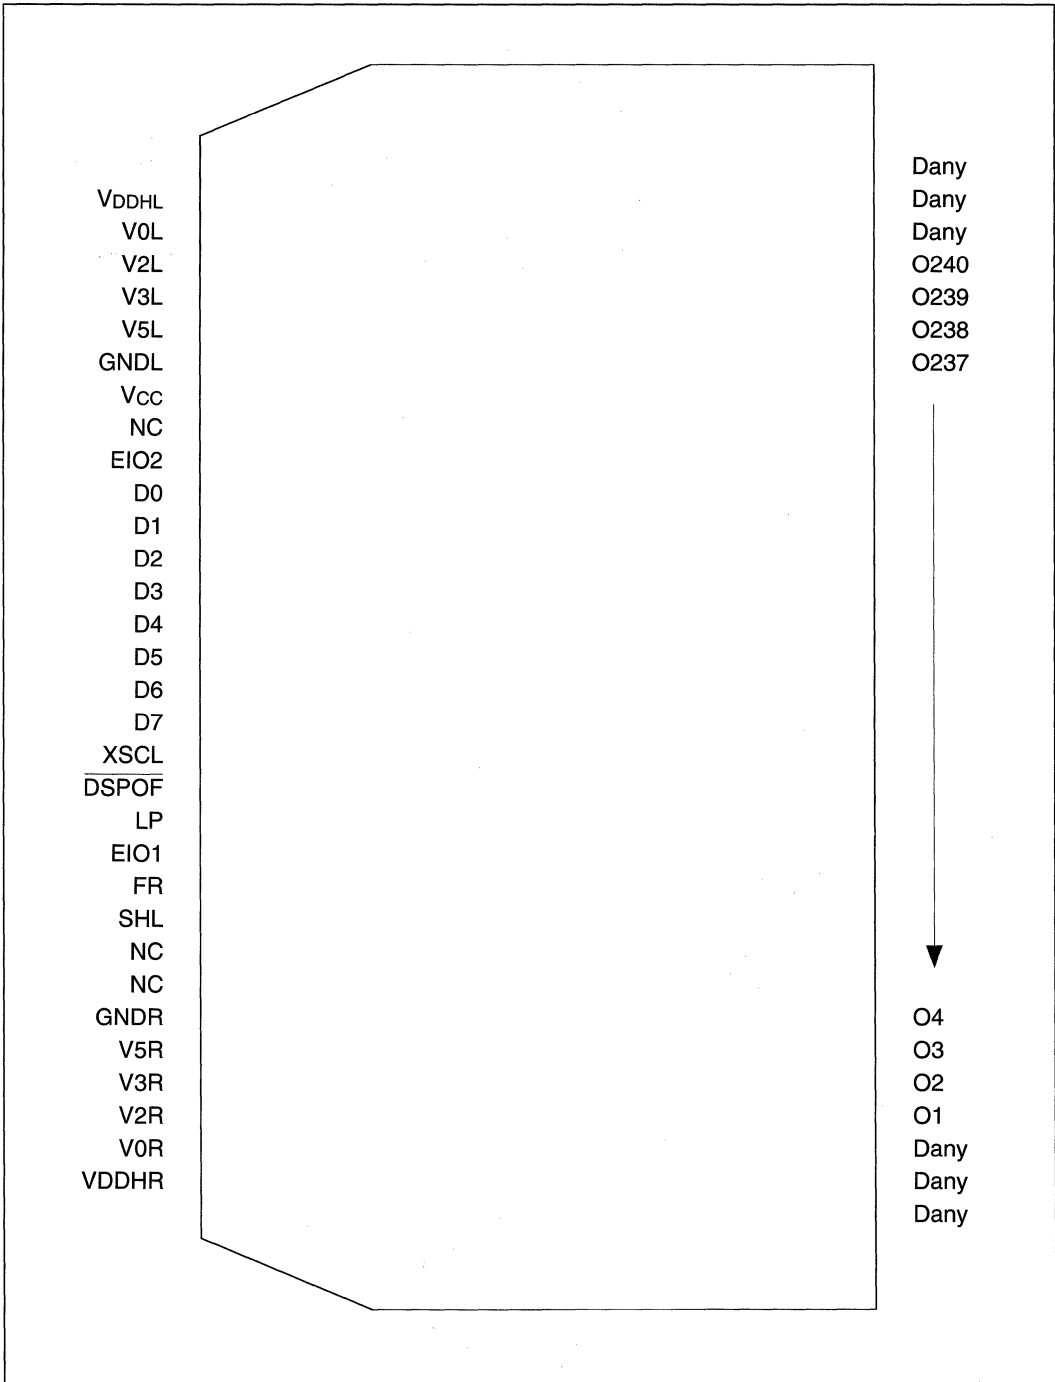 VDDHL
V0L
V2L
V3L
V5L
GNDL
VCC
NC
EIO2
D0
D1
D2
D3
D4
D5
D6
D7
XSCL
DSPOF
LP
EIO1
FR
SHL
NC
NC
GNDR
V5R
V3R
V2R
V0R
VDDHR
Dany
Dany
Dany
O240
O239
O238
O237
O4
O3
O2
O1
Dany
Dany
Dany